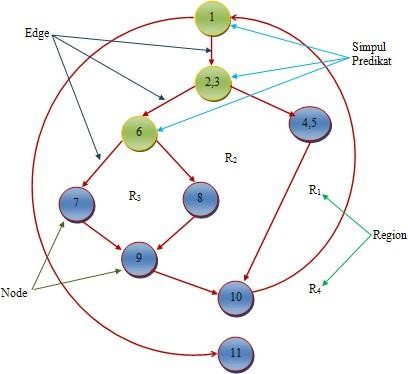 1
Edge
Simpul
Predikat
2,3
4,5
6
R2
R3
R1
7
8
Region
9
Node
10
R4
11